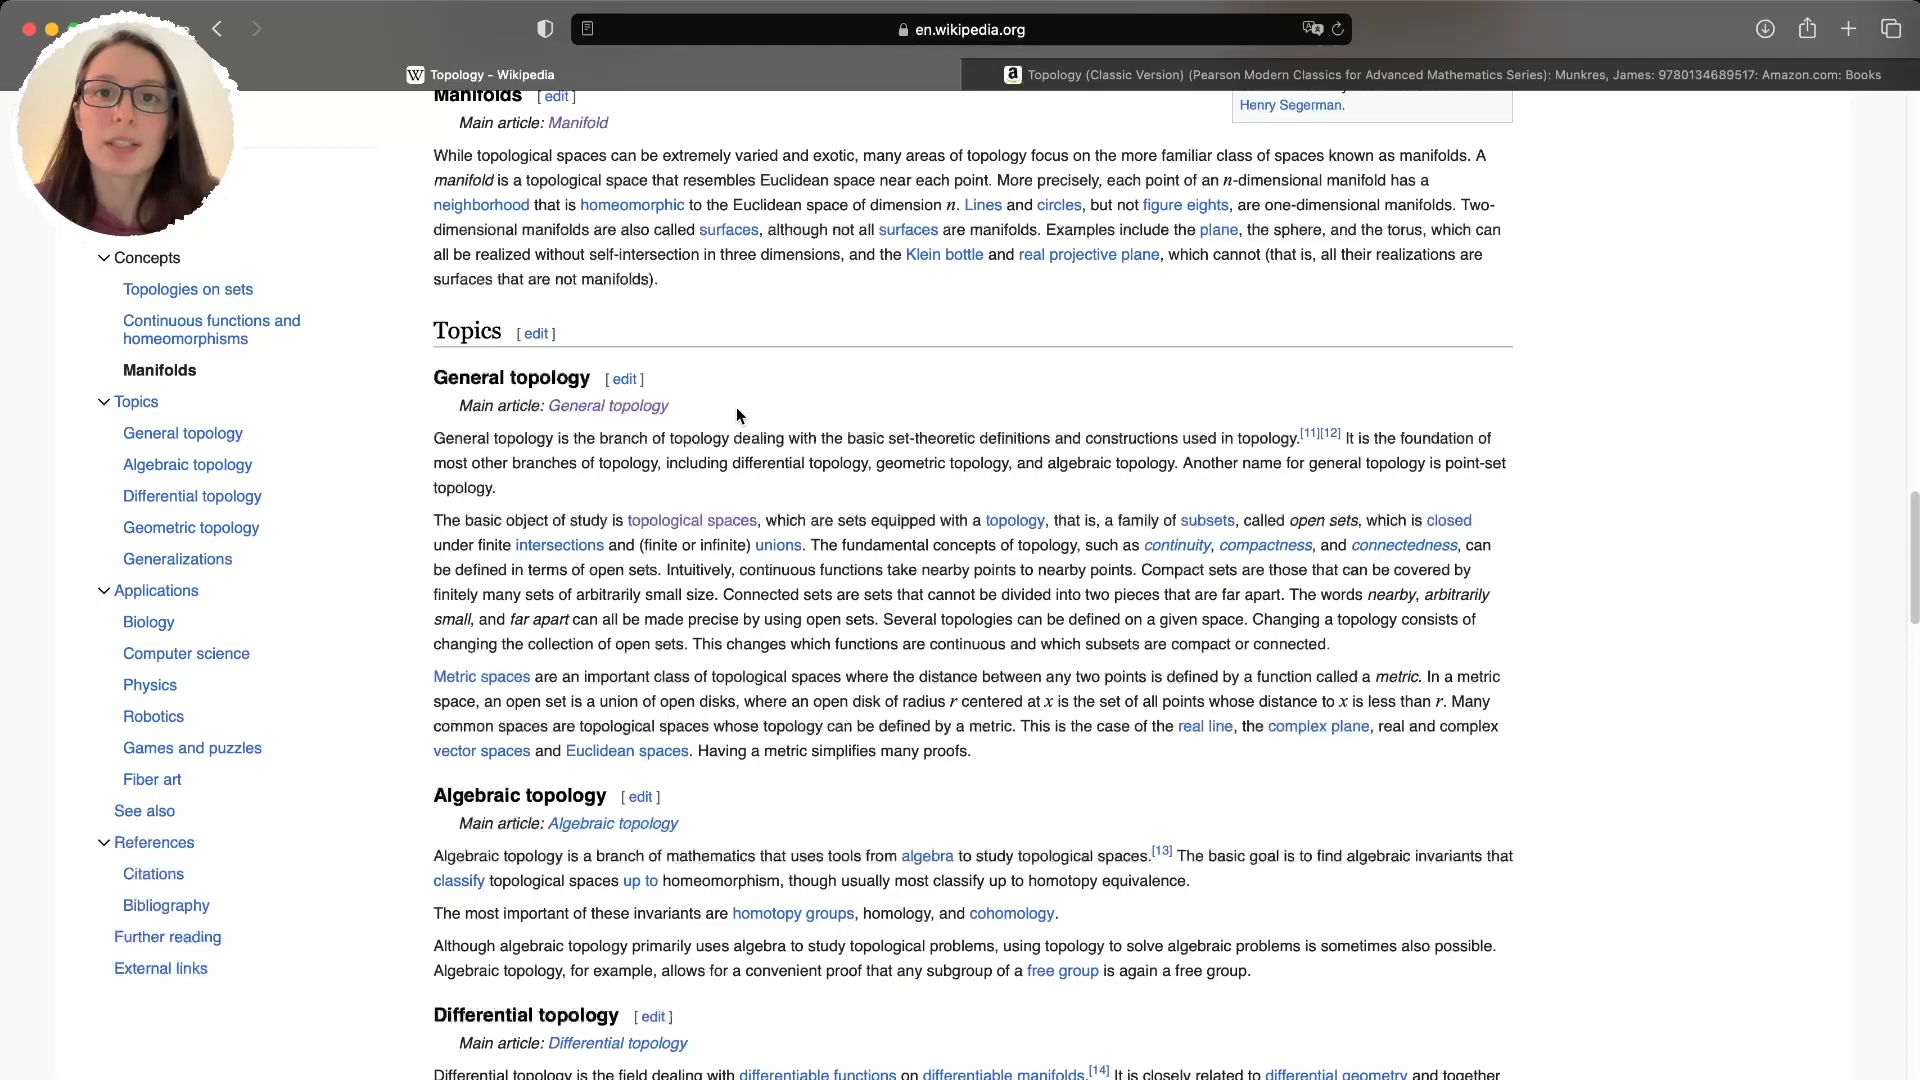 en.wikipedia.org
Topology - Wikipedia
Topology (Classic Version) (Pearson Modern Classics for Advanced Mathematics Series): Munkres, James: 9780134689517: Amazon.com: Books
Concepts
Topologies on sets
Continuous functions and
homeomorphisms
Manifolds
Topics
General topology
Algebraic topology
Differential topology
Geometric topology
Generalizations
Applications
Biology
Computer science
Physics
Robotics
Games and puzzles
Fiber art
See also
References
Citations
Bibliography
Further reading
External links
Manifolds [ edit ]
Henry Segerman.
Main article: Manifold
While topological spaces can be extremely varied and exotic, many areas of topology focus on the more familiar class of spaces known as manifolds. A
manifold is a topological space that resembles Euclidean space near each point. More precisely, each point of an n-dimensional manifold has a
neighborhood that is homeomorphic to the Euclidean space of dimension n. Lines and circles, but not figure eights, are one-dimensional manifolds. Two-
dimensional manifolds are also called surfaces, although not all surfaces are manifolds. Examples include the plane, the sphere, and the torus, which can
all be realized without self-intersection in three dimensions, and the Klein bottle and real projective plane, which cannot (that is, all their realizations are
surfaces that are not manifolds).
Topics [ edit ]
General topology [ edit ]
Main article: General topology
General topology is the branch of topology dealing with the basic set-theoretic definitions and constructions used in topology.[11][12] It is the foundation of
most other branches of topology, including differential topology, geometric topology, and algebraic topology. Another name for general topology is point-set
topology.
The basic object of study is topological spaces, which are sets equipped with a topology, that is, a family of subsets, called open sets, which is closed
under finite intersections and (finite or infinite) unions. The fundamental concepts of topology, such as continuity, compactness, and connectedness, can
be defined in terms of open sets. Intuitively, continuous functions take nearby points to nearby points. Compact sets are those that can be covered by
finitely many sets of arbitrarily small size. Connected sets are sets that cannot be divided into two pieces that are far apart. The words nearby, arbitrarily
small, and far apart can all be made precise by using open sets. Several topologies can be defined on a given space. Changing a topology consists of
changing the collection of open sets. This changes which functions are continuous and which subsets are compact or connected.
Metric spaces are an important class of topological spaces where the distance between any two points is defined by a function called a metric. In a metric
space, an open set is a union of open disks, where an open disk of radius r centered at x is the set of all points whose distance to x is less than r. Many
common spaces are topological spaces whose topology can be defined by a metric. This is the case of the real line, the complex plane, real and complex
vector spaces and Euclidean spaces. Having a metric simplifies many proofs.
Algebraic topology [ edit ]
Main article: Algebraic topology
Algebraic topology is a branch of mathematics that uses tools from algebra to study topological spaces.[13] The basic goal is to find algebraic invariants that
classify topological spaces up to homeomorphism, though usually most classify up to homotopy equivalence.
The most important of these invariants are homotopy groups, homology, and cohomology.
Although algebraic topology primarily uses algebra to study topological problems, using topology to solve algebraic problems is sometimes also possible.
Algebraic topology, for example, allows for a convenient proof that any subgroup of a free group is again a free group.
Differential topology [ edit ]
Main article: Differential topology
Differential topology is the field dealing with differentiable functions on differentiable manifolds.[14] It is closely related to differential geometry and together